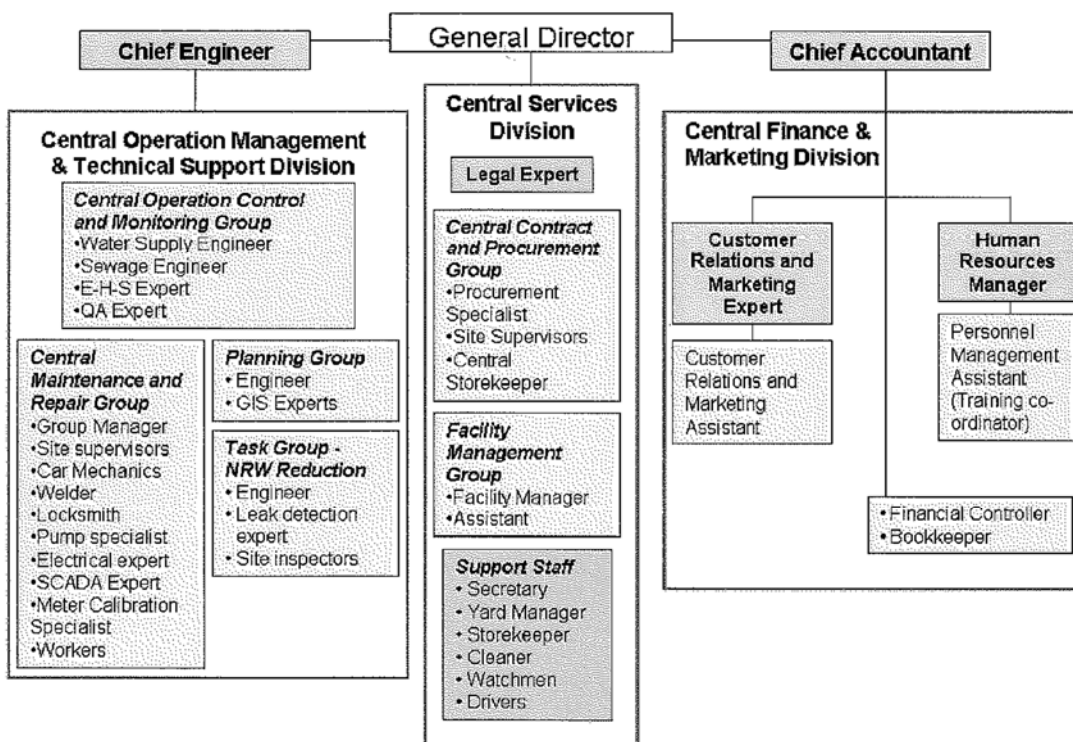 General Director
Chief Engineer
Chief Accountant
Central Operation Management
& Technical Support Division
Central Operation Control
and Monitoring Group
•Water Supply Engineer
•Sewage Engineer
•E-H-S Expert
•QA Expert
Central
Maintenance and
Repair Group
•Group Manager
•Site supervisors
•Car Mechanics
•Welder
•Locksmith
•Pump specialist
•Electrical expert
•SCADA Expert
•Meter Calibration
Specialist
•Workers
Planning Group
• Engineer
• GIS Experts
Task Group -
NRW Reduction
• Engineer
• Leak detection
expert
• Site inspectors
Central Services
Division
Legal Expert
Central Contract
and Procurement
Group
•Procurement
Specialist
•Site Supervisors
•Central
Storekeeper
Facility
Management
Group
•Facility Manager
•Assistant
Support Staff
• Secretary
• Yard Manager
• Storekeeper
• Cleaner
• Watchmen
• Drivers
Central Finance &
Marketing Division
Customer
Relations and
Marketing
Expert
Customer
Relations and
Marketing
Assistant
Human
Resources
Manager
Personnel
Management
Assistant
(Training co-
ordinator)
• Financial Controller
• Bookkeeper